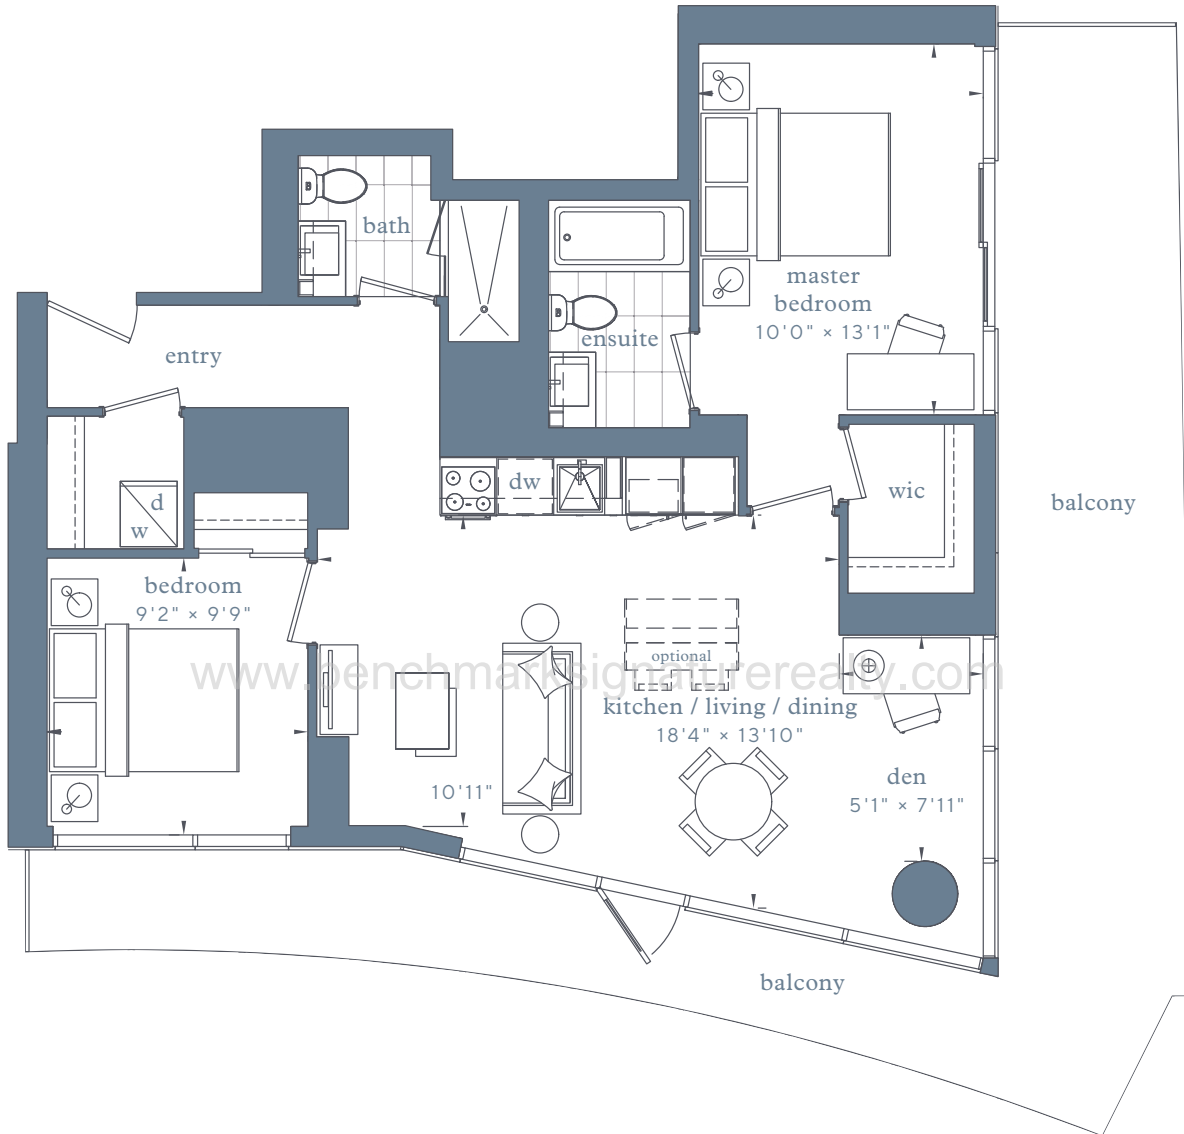 bath
master
bedroom
10'0" × 13'1"
ensuite
entry
dw
wic
balcony
d
w
bedroom
9'2" × 9'9"
optional
www.benchmarksignaturerealty.com
kitchen / living / dining
18'4" × 13'10"
den
5'1" × 7'11"
10'11"
balcony